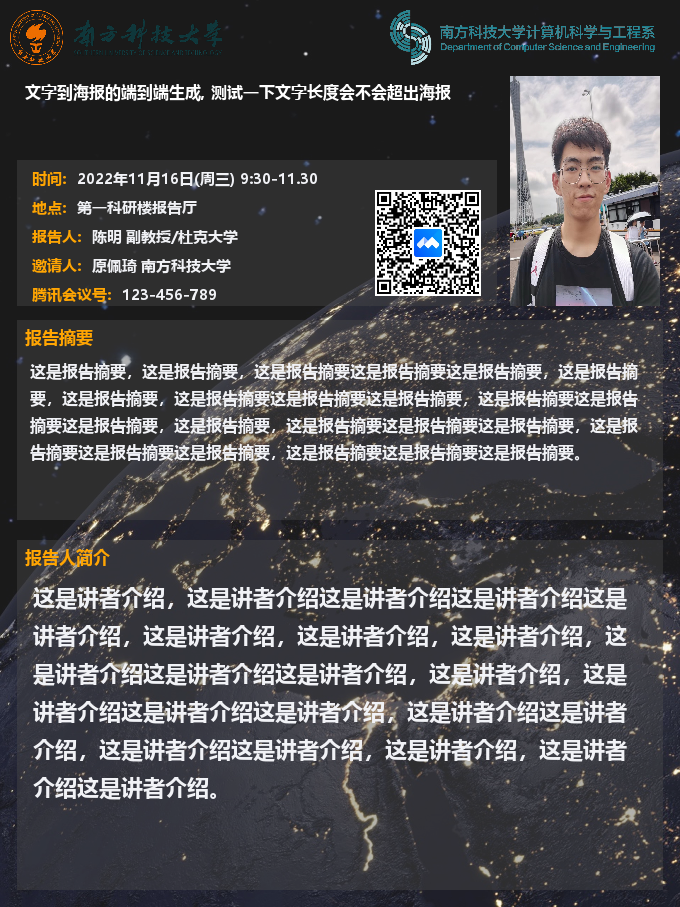 南方科技大学
南方科技大学计算机科学与工程系
Department of Computer Science and Engineering
文字到海报的端到端生成, 测试一下文字长度会不会超出海报
时间: 2022年11月16日(周三) 9:30-11.30
地点: 第一科研楼报告厅
报告人: 陈明 副教授/杜克大学
邀请人: 原佩琦 南方科技大学
腾讯会议号: 123-456-789
报告摘要
这是报告摘要，这是报告摘要，这是报告摘要这是报告摘要这是报告摘要，这是报告摘
要，这是报告摘要，这是报告摘要这是报告摘要这是报告摘要，这是报告摘要这是报告
摘要这是报告摘要，这是报告摘要，这是报告摘要这是报告摘要这是报告摘要，这是报
告摘要这是报告摘要这是报告摘要，这是报告摘要这是报告摘要这是报告摘要。
报告人简介
这是讲者介绍，这是讲者介绍这是讲者介绍这是讲者介绍这是
讲者介绍，这是讲者介绍，这是讲者介绍，这是讲者介绍，这
是讲者介绍这是讲者介绍这是讲者介绍，这是讲者介绍，这是
讲者介绍这是讲者介绍这是讲者介绍，这是讲者介绍这是讲者
介绍，这是讲者介绍这是讲者介绍，这是讲者介绍，这是讲者
介绍这是讲者介绍。